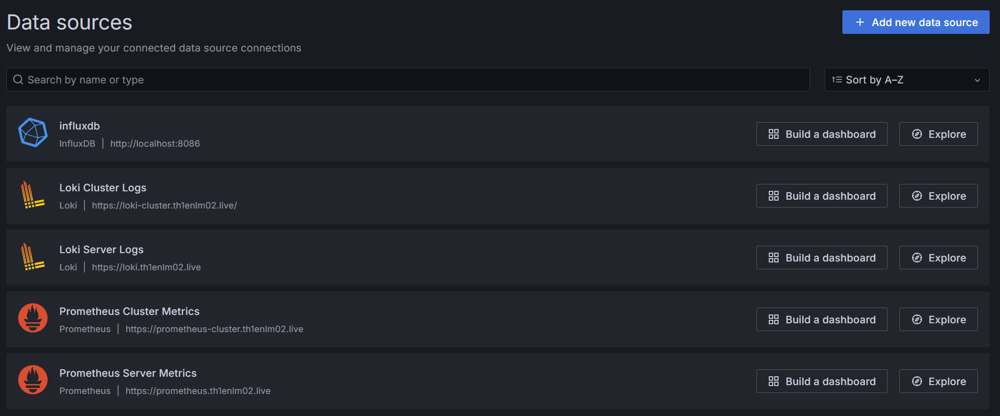 Data sources
Add new data source
View and manage your connected data source connections
Search by name or type
Sort by A–Z
influxdb
InfluxDB | http://localhost:8086
Build a dashboard
Explore
Loki Cluster Logs
Loki | https://loki-cluster.th1enlm02.live/
Build a dashboard
Explore
Loki Server Logs
Loki | https://loki.th1enlm02.live
Build a dashboard
Explore
Prometheus Cluster Metrics
Prometheus | https://prometheus-cluster.th1enlm02.live
Build a dashboard
Explore
Prometheus Server Metrics
Prometheus | https://prometheus.th1enlm02.live
Build a dashboard
Explore